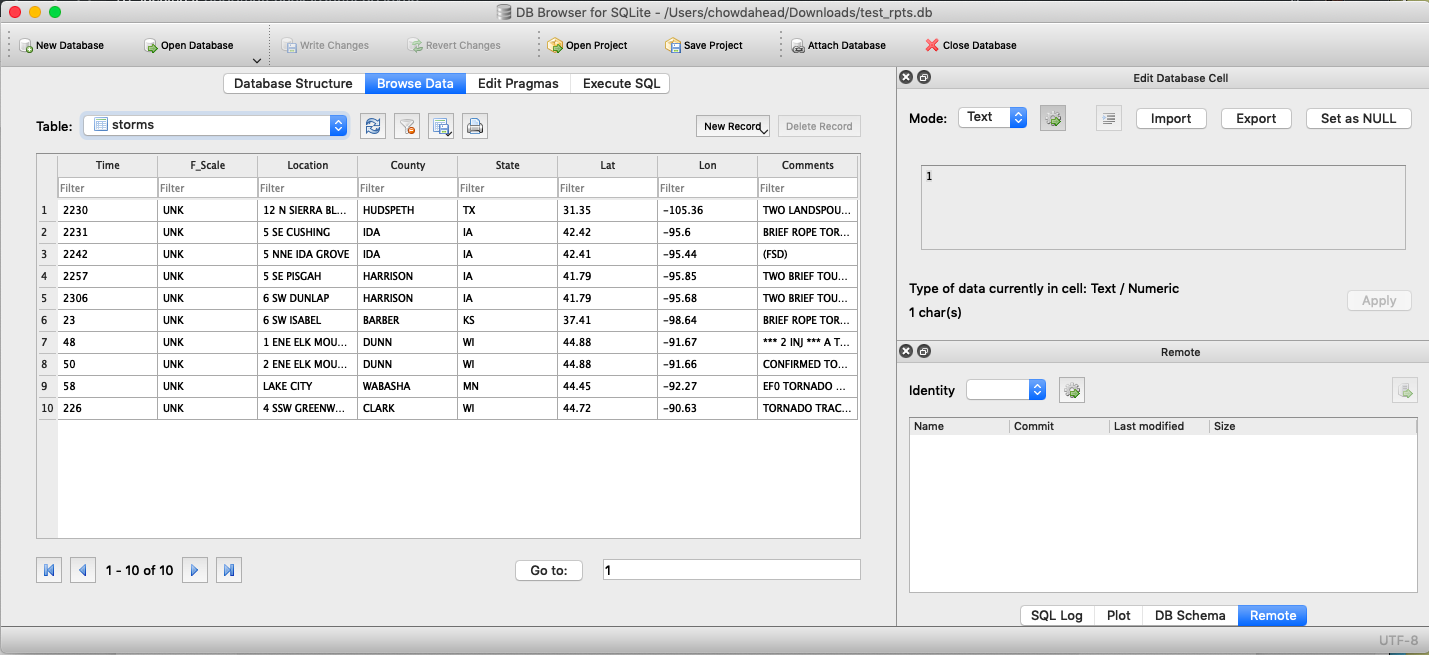 DB Browser for SQLite - /Users/chowdahead/Downloads/test_rpts.db
New Database Open Database Write Changes Revert Changes Open Project Save Project Attach Database Close Database
Database Structure Browse Data Edit Pragmas Execute SQL
Table: storms New Record Delete Record
Time F_Scale Location County State Lat Lon Comments
Filter Filter Filter Filter Filter Filter Filter Filter
1 2230 UNK 12 N SIERRA BL... HUDSPETH TX 31.35 -105.36 TWO LANDSPOU...
2 2231 UNK 5 SE CUSHING IDA IA 42.42 -95.6 BRIEF ROPE TOR...
3 2242 UNK 5 NNE IDA GROVE IDA IA 42.41 -95.44 (FSD)
4 2257 UNK 5 SE PISGAH HARRISON IA 41.79 -95.85 TWO BRIEF TOU...
5 2306 UNK 6 SW DUNLAP HARRISON IA 41.79 -95.68 TWO BRIEF TOU...
6 23 UNK 6 SW ISABEL BARBER KS 37.41 -98.64 BRIEF ROPE TOR...
7 48 UNK 1 ENE ELK MOU... DUNN WI 44.88 -91.67 *** 2 INJ *** A T...
8 50 UNK 2 ENE ELK MOU... DUNN WI 44.88 -91.66 CONFIRMED TO...
9 58 UNK LAKE CITY WABASHA MN 44.45 -92.27 EF0 TORNADO ...
10 226 UNK 4 SSW GREENW... CLARK WI 44.72 -90.63 TORNADO TRAC...
1 - 10 of 10 Go to: 1
Edit Database Cell
Mode: Text Import Export Set as NULL
1
Type of data currently in cell: Text / Numeric
1 char(s)
Apply
Remote
Identity
Name Commit Last modified Size
SQL Log Plot DB Schema Remote
UTF-8